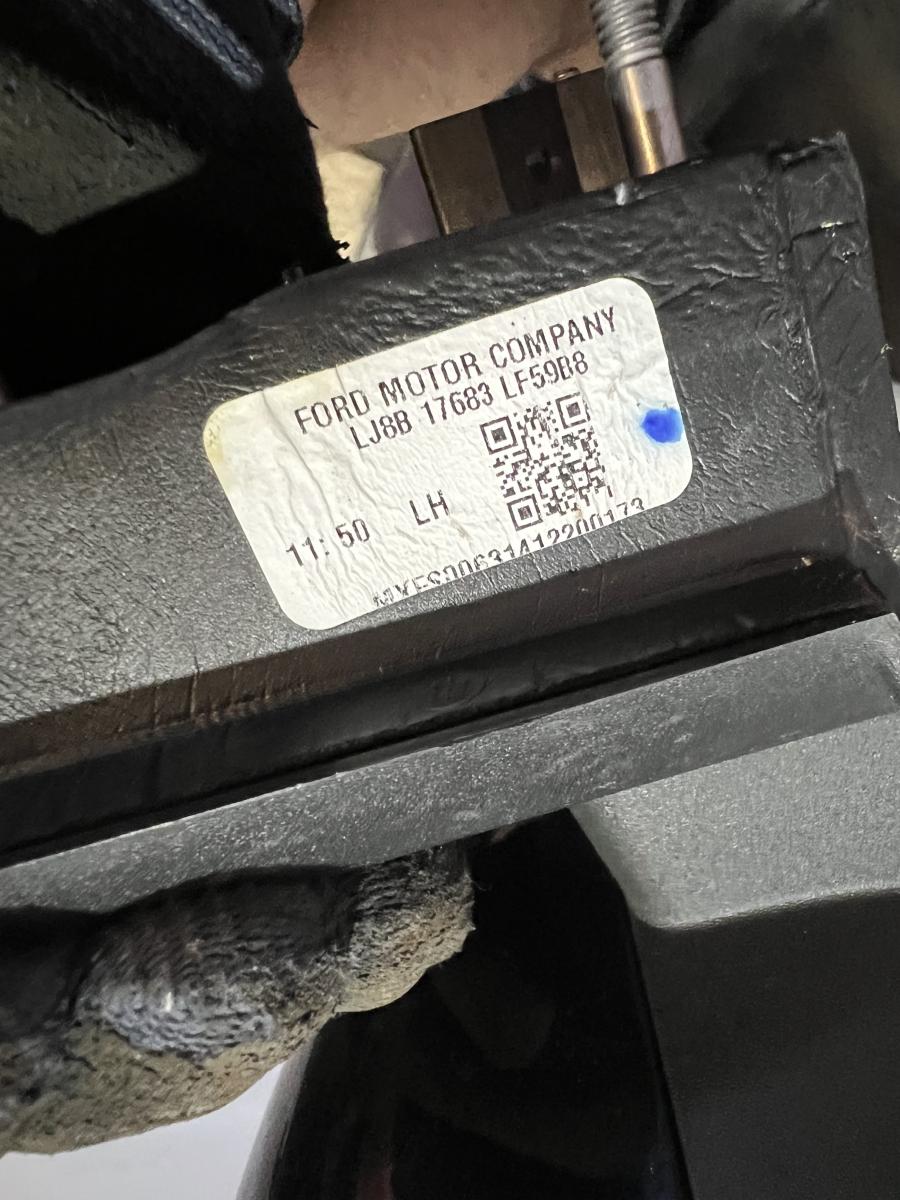 FORD MOTOR COMPANY
LJ8B 17683 LF59B8
11:50 LH